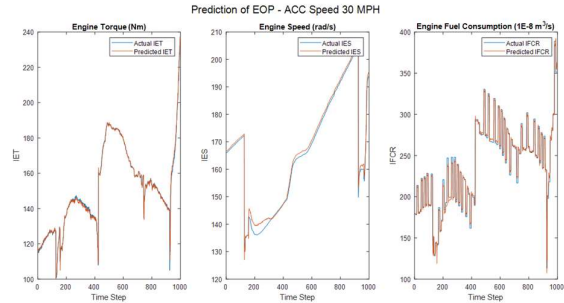 Prediction of EOP - ACC Speed 30 MPH
Engine Torque (Nm)
Engine Speed (rad/s)
Engine Fuel Consumption (1E-8 m³/s)
Actual IET
Predicted IET
Actual IES
Predicted IES
Actual IFCR
Predicted IFCR
IET
240
220
200
180
160
140
120
100
0 200 400 600 800 1000
Time Step
IES
210
200
190
180
170
160
150
140
130
120
0 200 400 600 800 1000
Time Step
IFCR
400
350
300
250
200
150
100
0 200 400 600 800 1000
Time Step